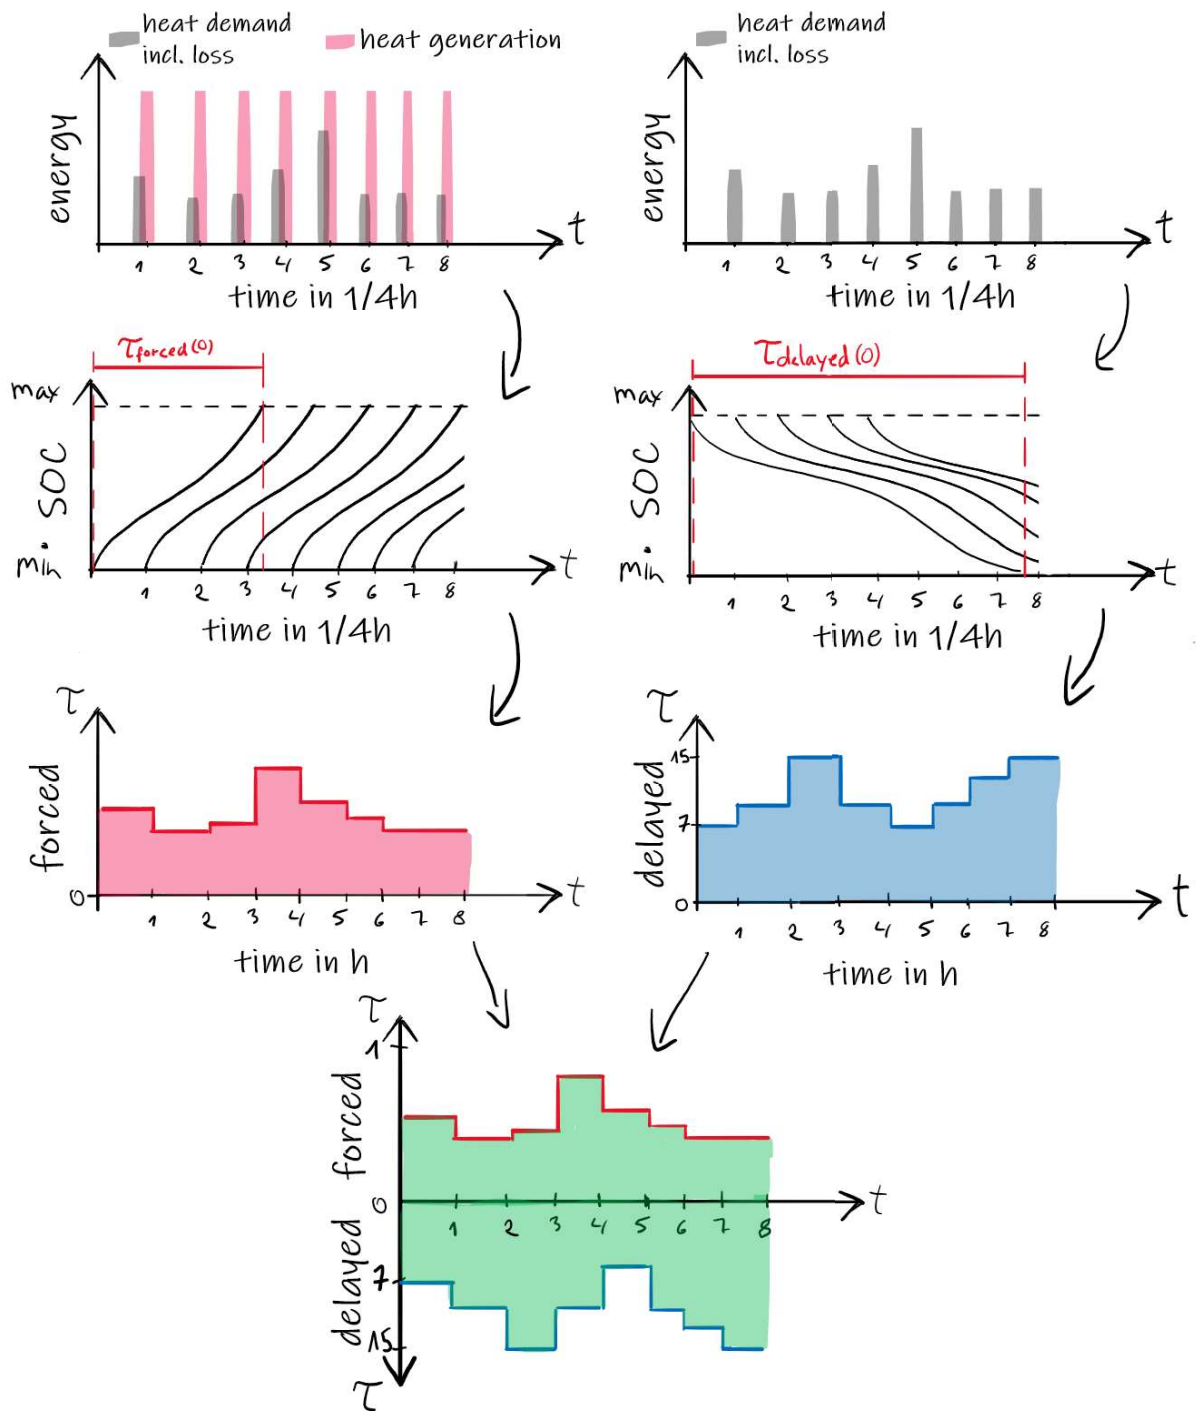 heat demand
incl. loss
heat generation
energy
t
1 2 3 4 5 6 7 8
time in 1/4h
heat demand
incl. loss
energy
t
1 2 3 4 5 6 7 8
time in 1/4h
τforced(0)
max
SOC
min
t
1 2 3 4 5 6 7 8
time in 1/4h
τdelayed(0)
max
SOC
min
t
1 2 3 4 5 6 7 8
time in 1/4h
τ
forced
0
t
1 2 3 4 5 6 7 8
time in h
τ
delayed
15
7
0
t
1 2 3 4 5 6 7 8
time in h
τ
1
forced
0
t
1 2 3 4 5 6 7 8
delayed
7
15
τ